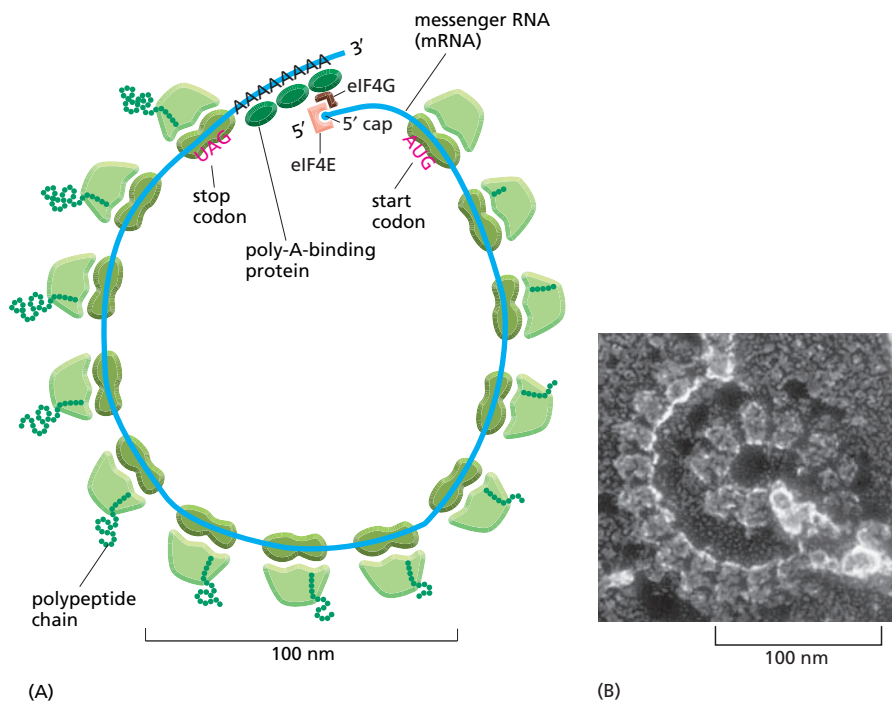 messenger RNA
(mRNA)
3′
AAAAAAAA
eIF4G
5′
5′ cap
eIF4E
UAG
AUG
stop
codon
start
codon
poly-A-binding
protein
polypeptide
chain
100 nm
100 nm
(A)
(B)